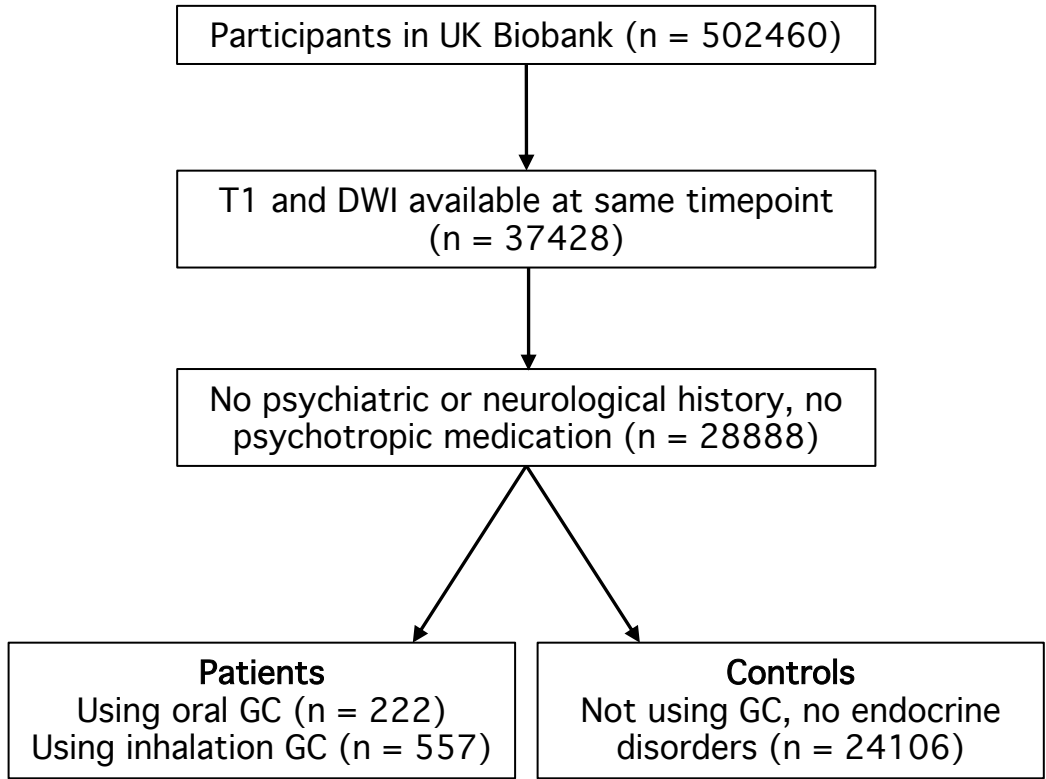 Participants in UK Biobank (n = 502460)
T1 and DWI available at same timepoint
(n = 37428)
No psychiatric or neurological history, no
psychotropic medication (n = 28888)
Patients
Using oral GC (n = 222)
Using inhalation GC (n = 557)
Controls
Not using GC, no endocrine
disorders (n = 24106)